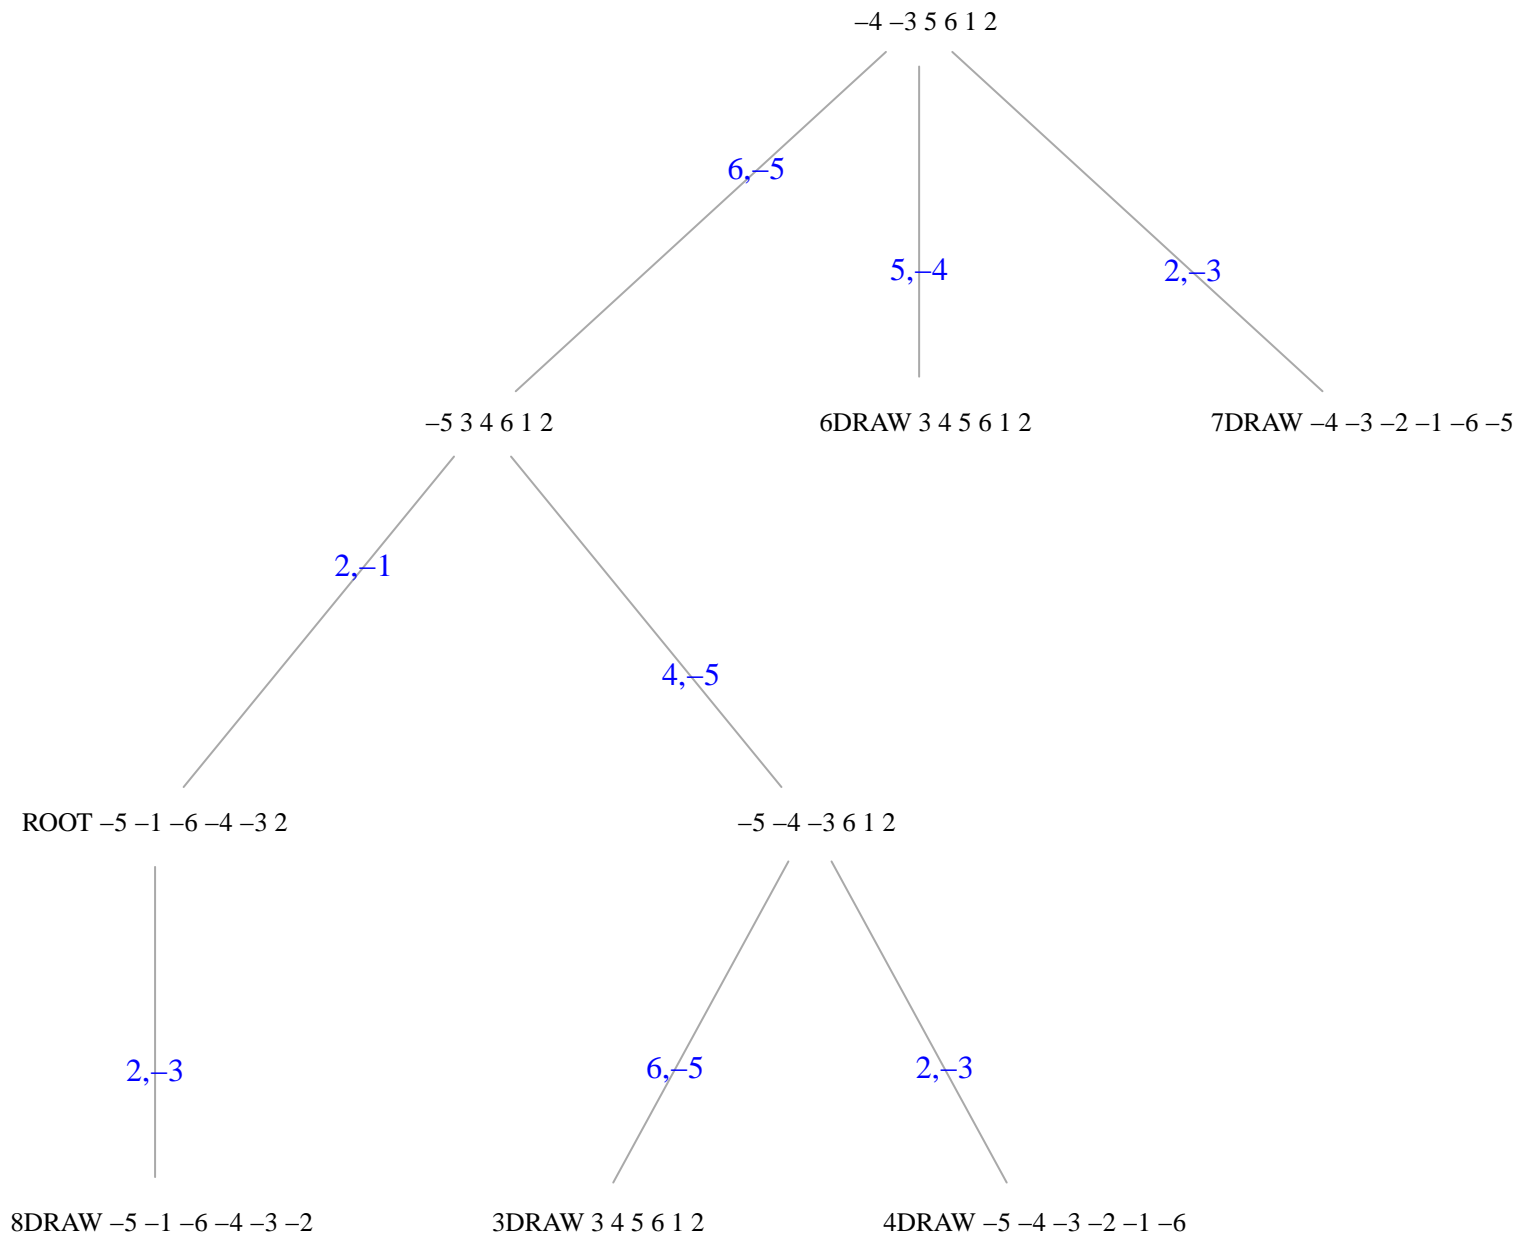 –4 –3 5 6 1 2
6,–5
5,–4
2,–3
–5 3 4 6 1 2
6DRAW 3 4 5 6 1 2
7DRAW –4 –3 –2 –1 –6 –5
2,–1
4,–5
ROOT –5 –1 –6 –4 –3 2
–5 –4 –3 6 1 2
2,–3
6,–5
2,–3
8DRAW –5 –1 –6 –4 –3 –2
3DRAW 3 4 5 6 1 2
4DRAW –5 –4 –3 –2 –1 –6